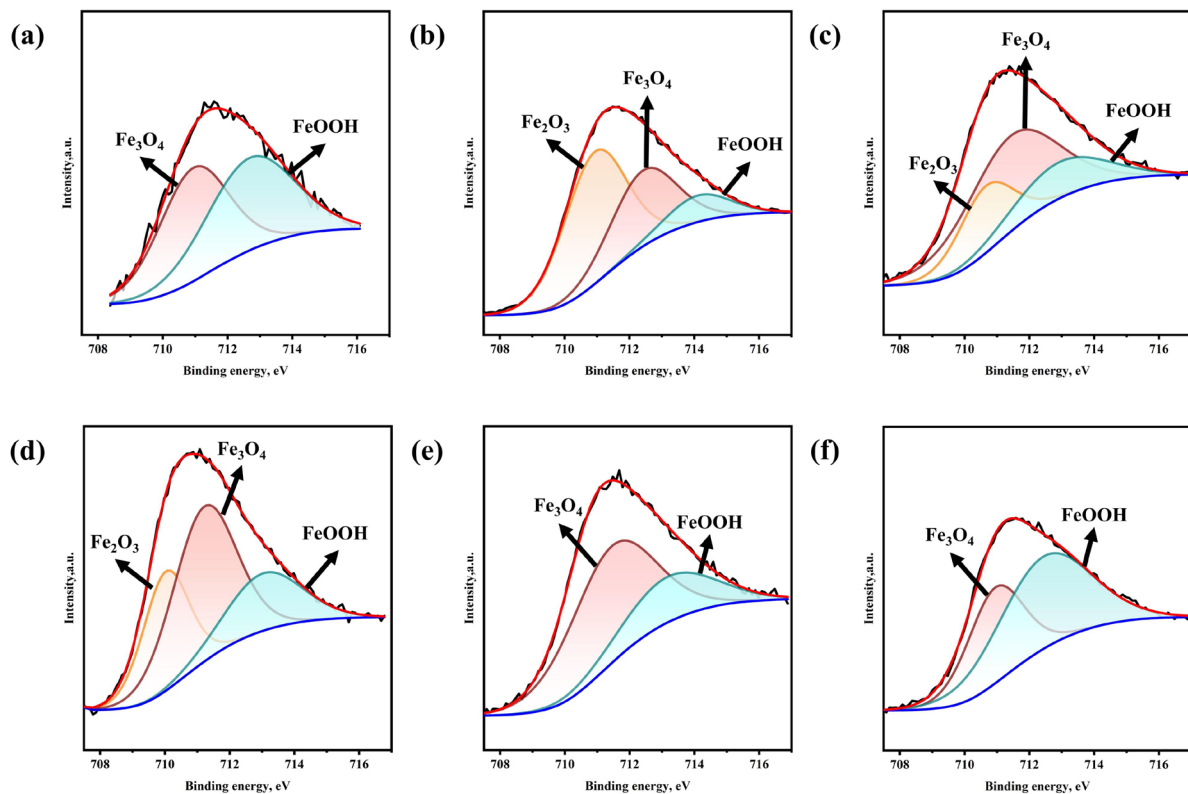 (a)
Fe₃O₄
FeOOH
Intensity,a.u.
708 710 712 714 716
Binding energy, eV
(b)
Fe₂O₃
Fe₃O₄
FeOOH
Intensity,a.u.
708 710 712 714 716
Binding energy, eV
(c)
Fe₃O₄
FeOOH
Fe₂O₃
Intensity,a.u.
708 710 712 714 716
Binding energy, eV
(d)
Fe₃O₄
Fe₂O₃
FeOOH
Intensity,a.u.
708 710 712 714 716
Binding energy, eV
(e)
Fe₃O₄
FeOOH
Intensity,a.u.
708 710 712 714 716
Binding energy, eV
(f)
Fe₃O₄
FeOOH
Intensity,a.u.
708 710 712 714 716
Binding energy, eV